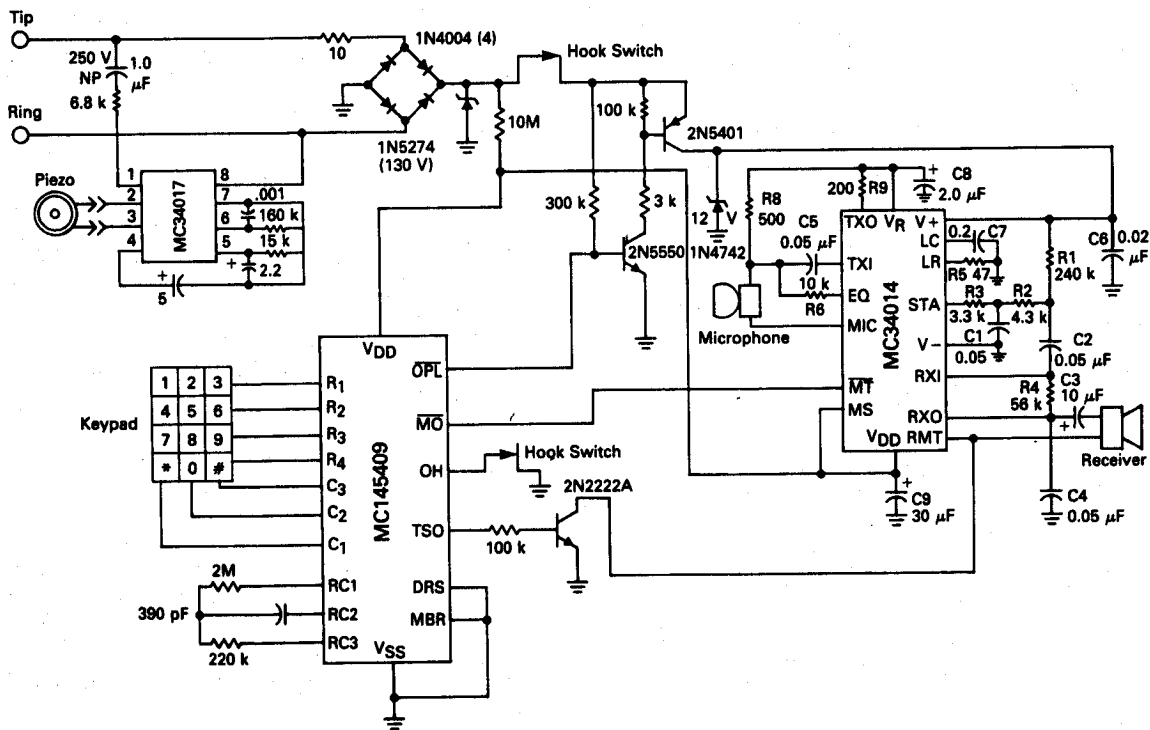 Tip
250 V
NP
1.0
µF
6.8 k
Ring
10
1N4004 (4)
1N5274
(130 V)
Hook Switch
10M
100 k
2N5401
300 k
3 k
2N5550
12 V
1N4742
Piezo
1
2
3
4
MC34017
8
7
6
5
.001
160 k
15 k
2.2
+
5
+
R8
500
200
R9
+
C8
2.0 µF
C5
0.05 µF
10 k
R6
Microphone
TXO
VR
V+
TXI
LC
LR
EQ
STA
MIC
V−
RXI
MT
MS
RXO
VDD
RMT
MC34014
0.2
C7
R5 47
R1
240 k
C6
0.02
µF
R3
3.3 k
R2
4.3 k
C1
0.05
C2
0.05 µF
R4
56 k
C3
10 µF
+
Receiver
+
C9
30 µF
C4
0.05 µF
Keypad
1 2 3
4 5 6
7 8 9
* 0 #
VDD
R1
R2
R3
R4
C3
C2
C1
RC1
RC2
RC3
VSS
MC145409
OPL
MO
OH
TSO
DRS
MBR
Hook Switch
2N2222A
100 k
2M
390 pF
220 k